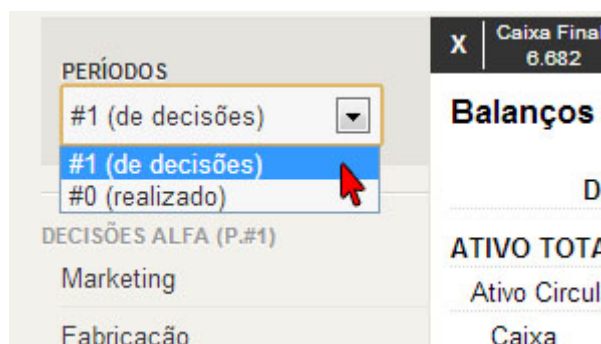 PERÍODOS
#1 (de decisões)
#1 (de decisões)
#0 (realizado)
DECISÕES ALFA (P.#1)
Marketing
Fabricação
X
Caixa Final
6.682
Balanços
D
ATIVO TOTA
Ativo Circul
Caixa